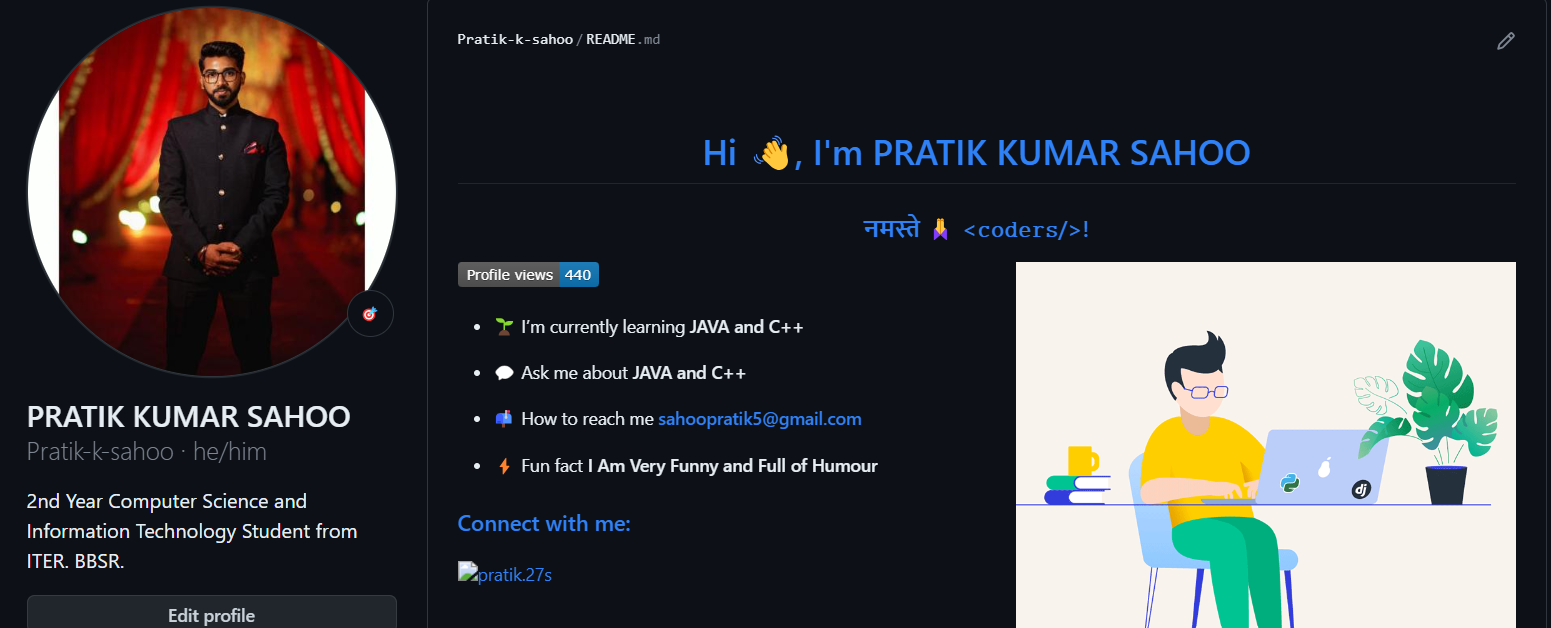 PRATIK KUMAR SAHOO
Pratik-k-sahoo · he/him
2nd Year Computer Science and
Information Technology Student from
ITER. BBSR.
Edit profile
Pratik-k-sahoo / README.md
Hi 👋, I'm PRATIK KUMAR SAHOO
नमस्ते 🙏 <coders/>!
Profile views 440
🌱 I’m currently learning JAVA and C++
💬 Ask me about JAVA and C++
📫 How to reach me sahoopratik5@gmail.com
⚡ Fun fact I Am Very Funny and Full of Humour
Connect with me:
pratik.27s
dj